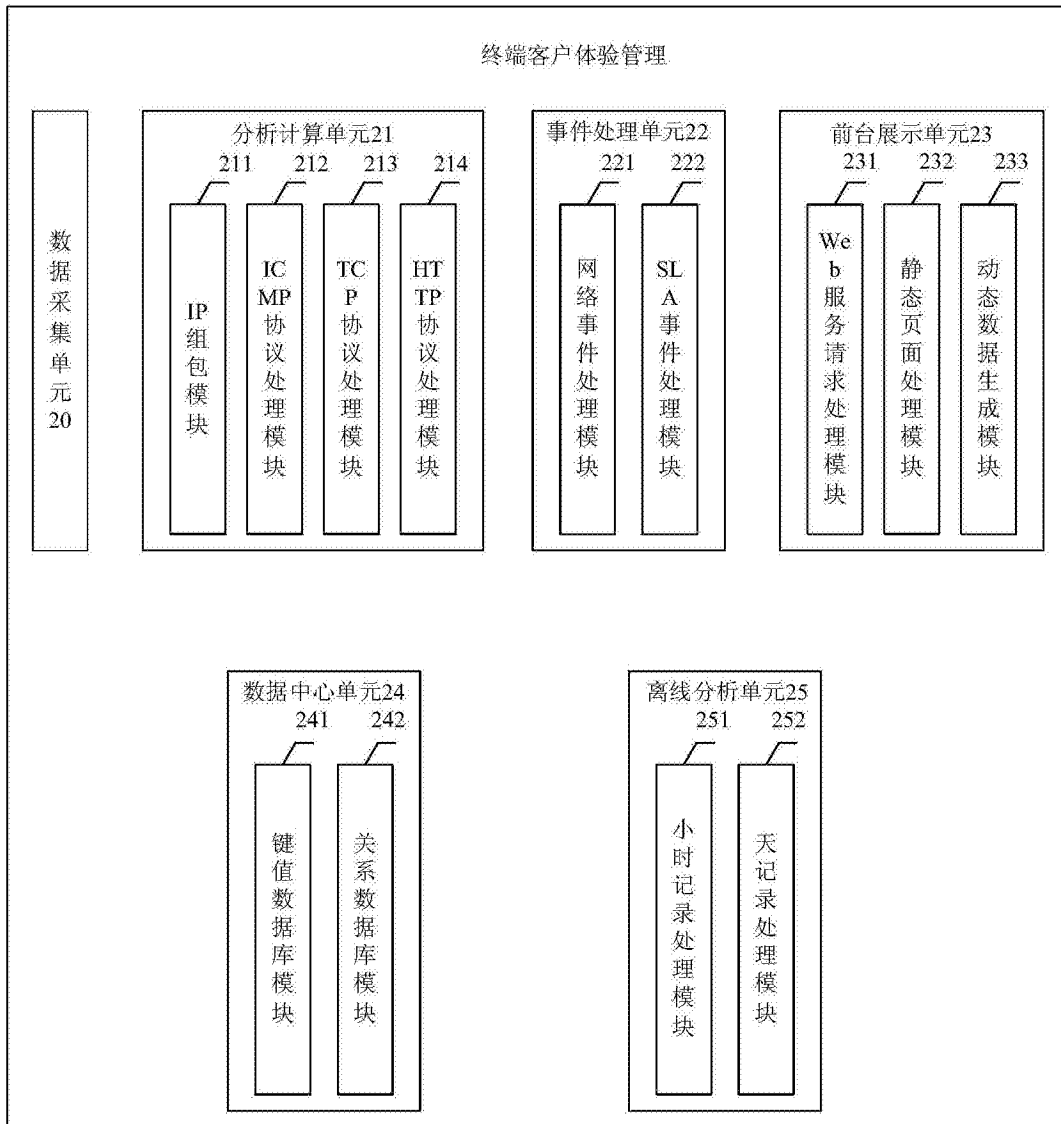 终端客户体验管理
数据采集单元20
分析计算单元21
211
212
213
214
IP组包模块
ICMP协议处理模块
TCP协议处理模块
HTTP协议处理模块
事件处理单元22
221
222
网络事件处理模块
SLA事件处理模块
前台展示单元23
231
232
233
Web服务请求处理模块
静态页面处理模块
动态数据生成模块
数据中心单元24
241
242
键值数据库模块
关系数据库模块
离线分析单元25
251
252
小时记录处理模块
天记录处理模块